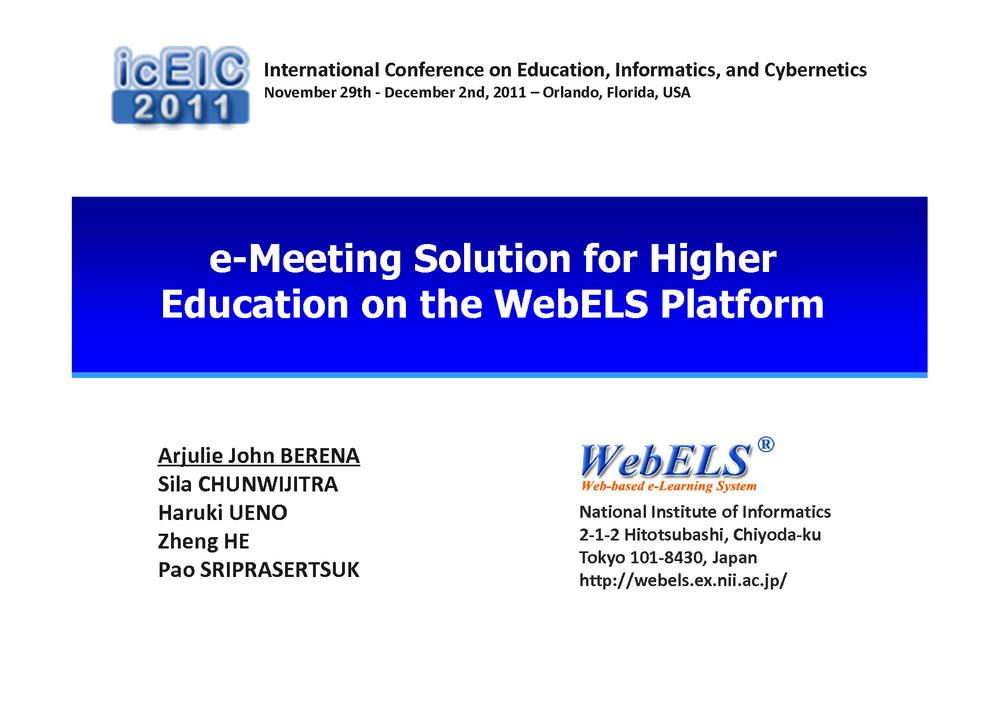 icEIC
2011
International Conference on Education, Informatics, and Cybernetics
November 29th - December 2nd, 2011 – Orlando, Florida, USA
e-Meeting Solution for Higher
Education on the WebELS Platform
Arjulie John BERENA
Sila CHUNWIJITRA
Haruki UENO
Zheng HE
Pao SRIPRASERTSUK
WebELS ®
Web-based e-Learning System
National Institute of Informatics
2-1-2 Hitotsubashi, Chiyoda-ku
Tokyo 101-8430, Japan
http://webels.ex.nii.ac.jp/